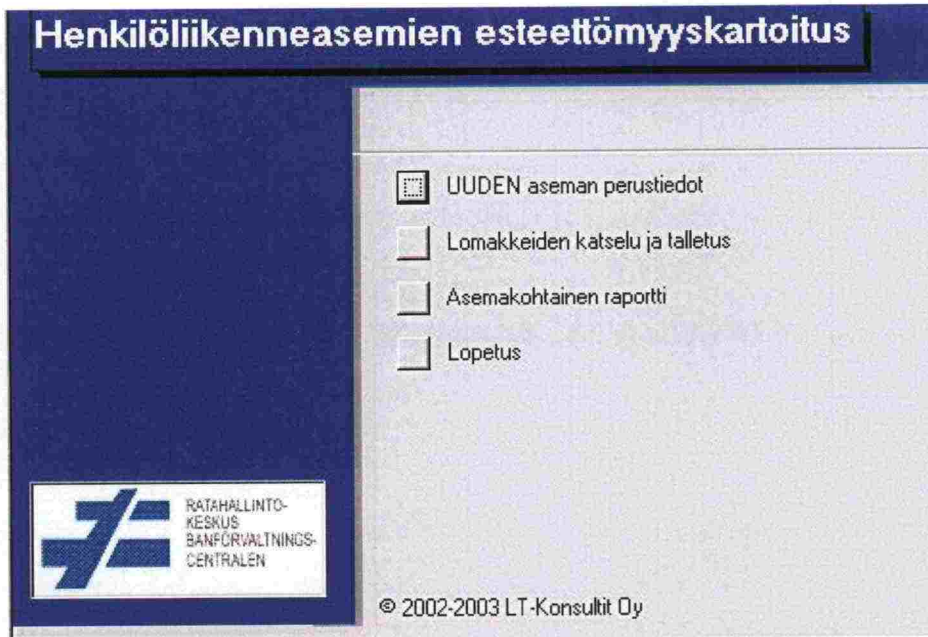 Henkilöliikenneasemien esteettömyyskartoitus
UUDEN aseman perustiedot
Lomakkeiden katselu ja talletus
Asemakohtainen raportti
Lopetus
RATAHALLINTO-
KESKUS
BANFÖRVALTNINGS-
CENTRALEN
© 2002-2003 LT-Konsultit Oy